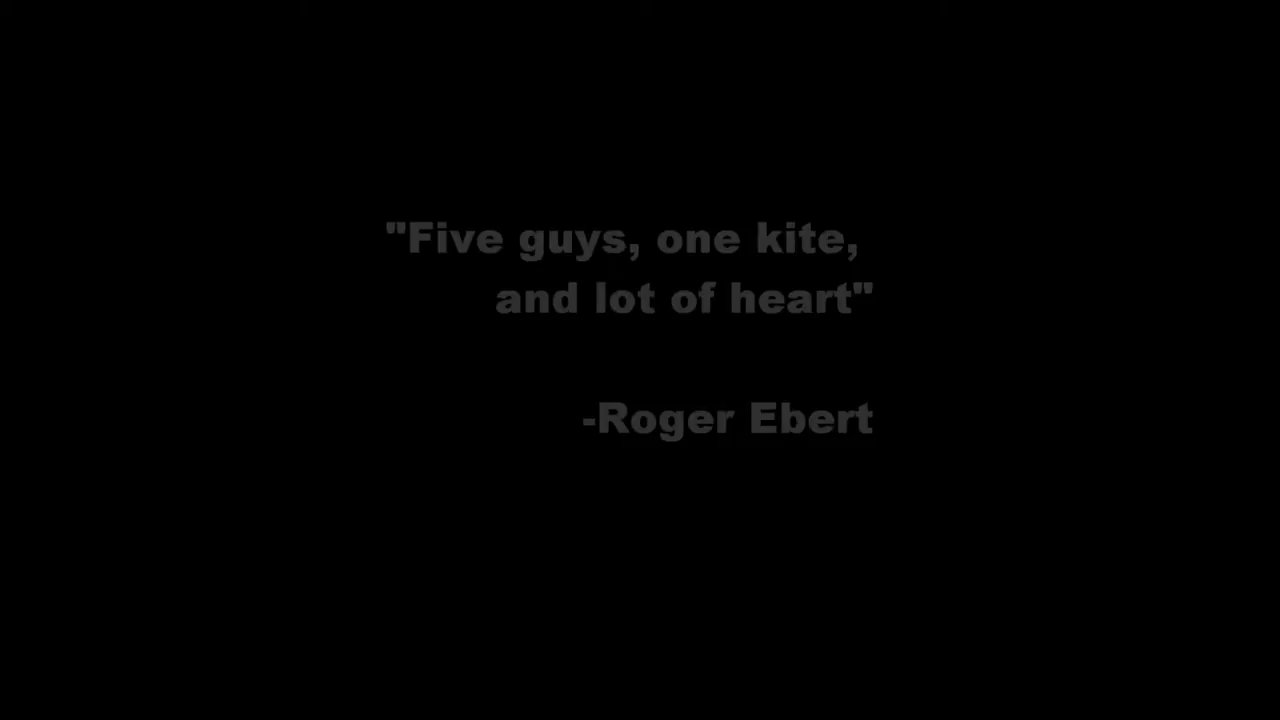 "Five guys, one kite,
and lot of heart"
-Roger Ebert